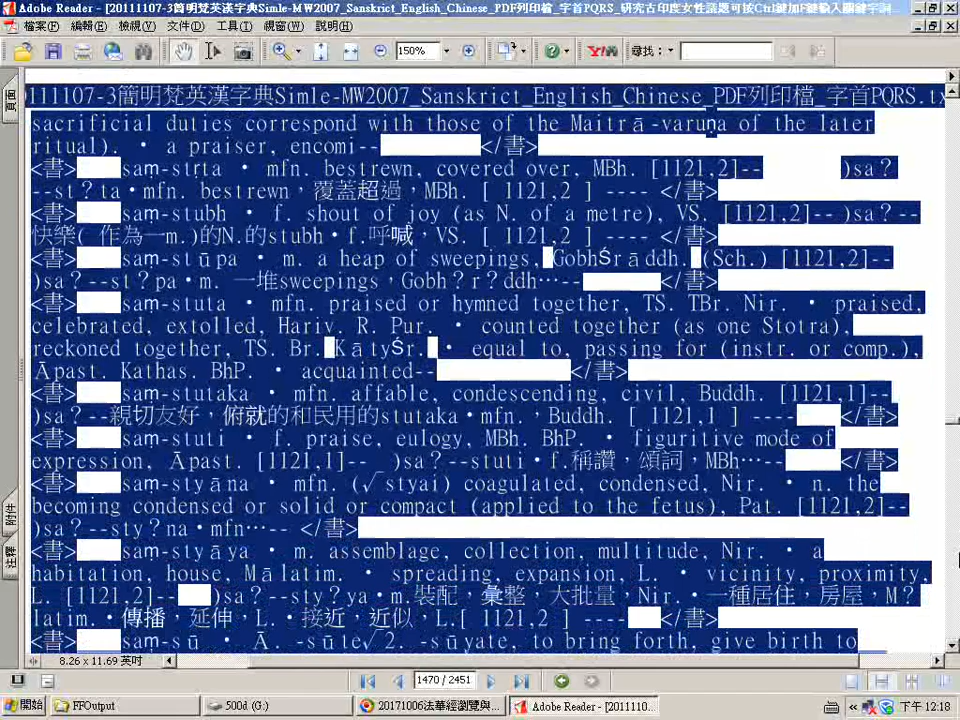 Adobe Reader - [20111107-3簡明梵英漢字典Simle-MW2007_Sanskrict_English_Chinese_PDF列印檔_字首PQRS_研究古印度女性議題可按Ctrl鍵加F鍵輸入關鍵字詞
檔案(F) 編輯(E) 檢視(V) 文件(D) 工具(T) 視窗(W) 說明(H)
150% Y! 尋找：
頁面
111107-3簡明梵英漢字典Simle-MW2007_Sanskrict_English_Chinese_PDF列印檔_字首PQRS.tx
sacrificial duties correspond with those of the Maitrā-varuṇa of the later
ritual). • a praiser, encomi-- </書>
<書> saṃ-stṛta • mfn. bestrewn, covered over, MBh. [1121,2]-- )sa？
--st？ta•mfn. bestrewn，覆蓋超過，MBh. [ 1121,2 ] ---- </書>
<書> saṃ-stubh • f. shout of joy (as N. of a metre), VS. [1121,2]-- )sa？--
快樂( 作為一m.)的N.的stubh•f.呼喊，VS. [ 1121,2 ] ---- </書>
<書> saṃ-stūpa • m. a heap of sweepings, GobhŚrāddh. (Sch.) [1121,2]--
)sa？--st？pa•m. 一堆sweepings，Gobh？r？ddh…-- </書>
<書> saṃ-stuta • mfn. praised or hymned together, TS. TBr. Nir. • praised,
celebrated, extolled, Hariv. R. Pur. • counted together (as one Stotra),
reckoned together, TS. Br. KātyŚr. • equal to, passing for (instr. or comp.),
Āpast. Kathas. BhP. • acquainted-- </書>
<書> saṃ-stutaka • mfn. affable, condescending, civil, Buddh. [1121,1]--
)sa？--親切友好，俯就的和民用的stutaka•mfn.，Buddh. [ 1121,1 ] ---- </書>
<書> saṃ-stuti • f. praise, eulogy, MBh. BhP. • figuritive mode of
expression, Āpast. [1121,1]-- )sa？--stuti•f.稱讚，頌詞，MBh…-- </書>
<書> saṃ-styāna • mfn. (√styai) coagulated, condensed, Nir. • n. the
becoming condensed or solid or compact (applied to the fetus), Pat. [1121,2]--
)sa？--sty？na•mfn…-- </書>
<書> saṃ-styāya • m. assemblage, collection, multitude, Nir. • a
habitation, house, Mālatim. • spreading, expansion, L. • vicinity, proximity,
L. [1121,2]-- )sa？--sty？ya•m.裝配，彙整，大批量，Nir.•一種居住，房屋，M？
latim.•傳播，延伸，L.•接近，近似，L.[ 1121,2 ] ---- </書>
<書> saṃ-sū • Ā. -sūte√2. -sūyate, to bring forth, give birth to
附件
注釋
8.26 x 11.69 英吋
1470 / 2451
開始 FFOutput 500d (G:) 20171006法華經瀏覽與... Adobe Reader - [2011110... 下午 12:18